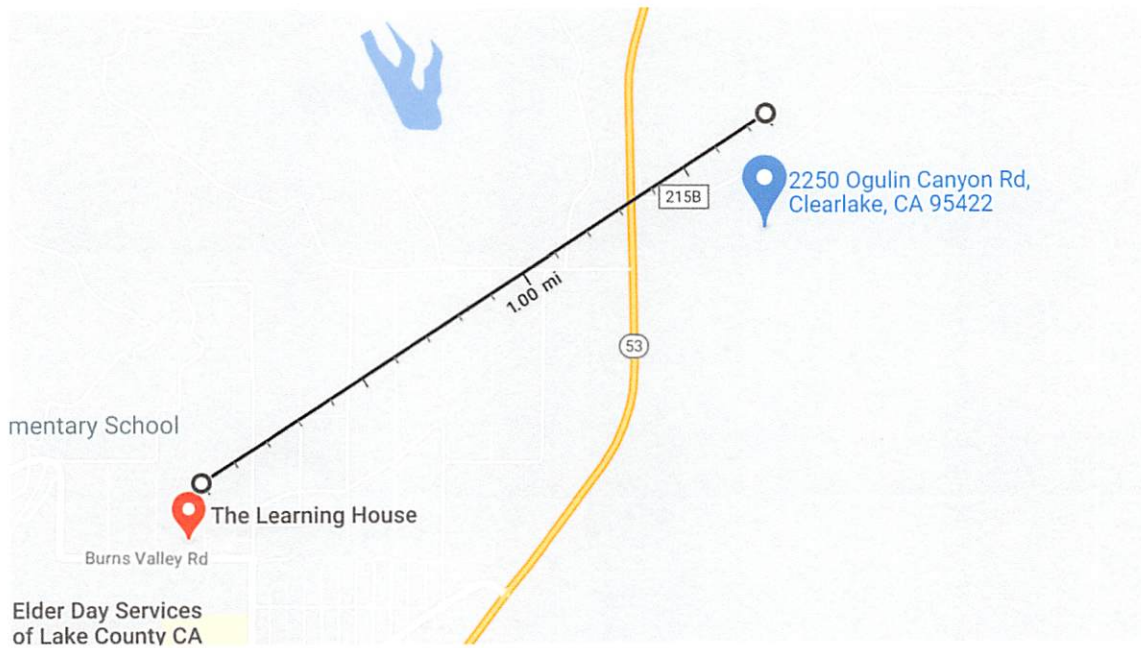 215B
2250 Ogulin Canyon Rd,
Clearlake, CA 95422
1.00 mi
53
mentary School
The Learning House
Burns Valley Rd
Elder Day Services
of Lake County CA